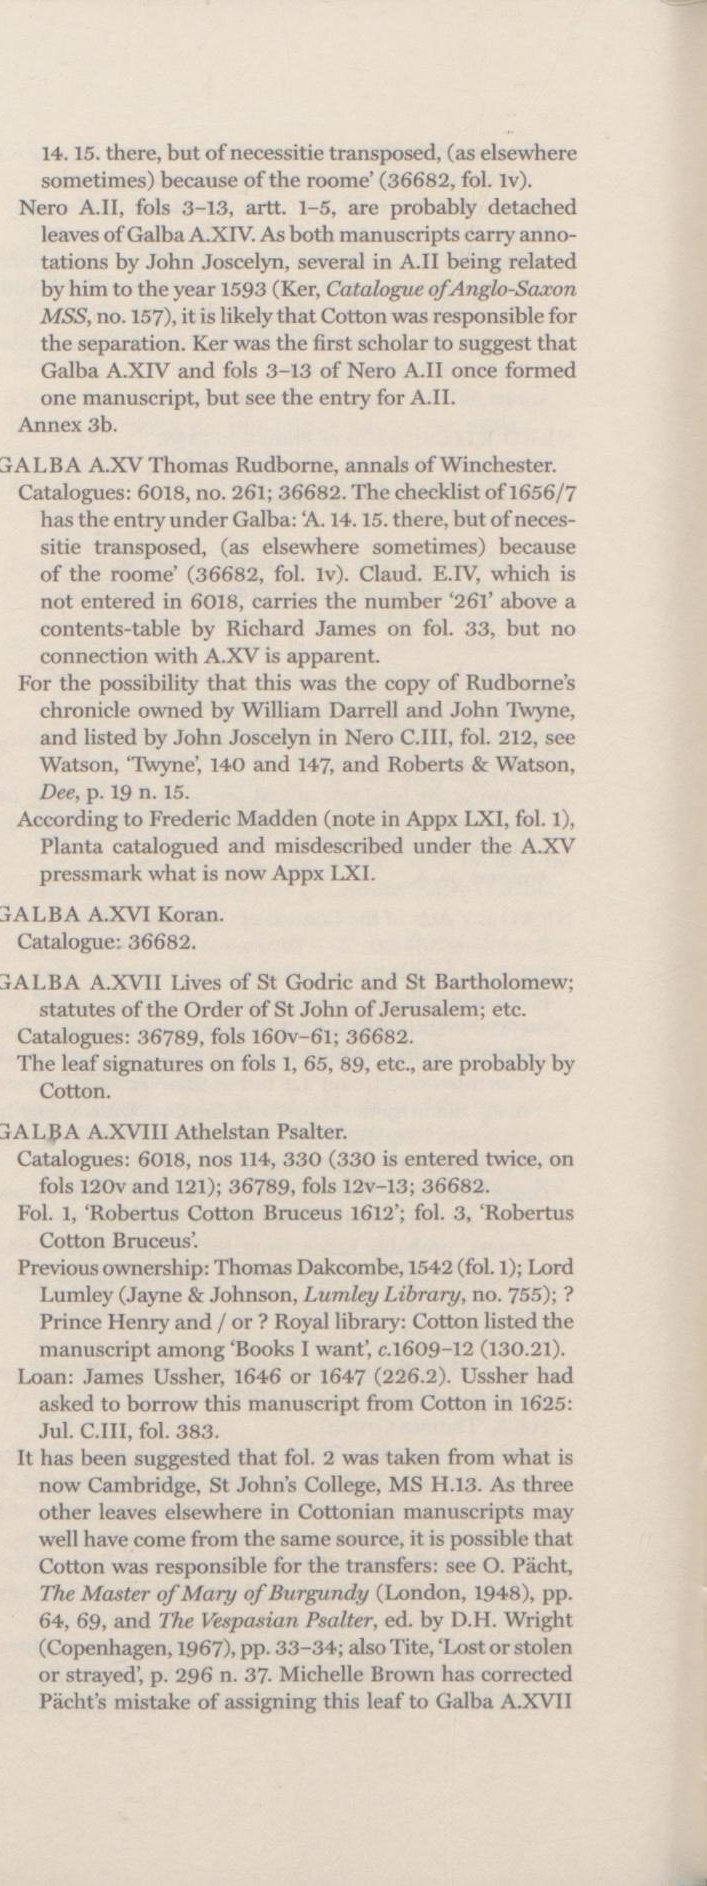 14. 15. there, but of necessitie transposed, (as elsewhere
sometimes) because of the roome’ (36682, fol. 1v).
Nero A.II, fols 3–13, artt. 1–5, are probably detached
leaves of Galba A.XIV. As both manuscripts carry anno-
tations by John Joscelyn, several in A.II being related
by him to the year 1593 (Ker, Catalogue of Anglo-Saxon
MSS, no. 157), it is likely that Cotton was responsible for
the separation. Ker was the first scholar to suggest that
Galba A.XIV and fols 3–13 of Nero A.II once formed
one manuscript, but see the entry for A.II.
Annex 3b.
GALBA A.XV Thomas Rudborne, annals of Winchester.
Catalogues: 6018, no. 261; 36682. The checklist of 1656/7
has the entry under Galba: ‘A. 14. 15. there, but of neces-
sitie transposed, (as elsewhere sometimes) because
of the roome’ (36682, fol. 1v). Claud. E.IV, which is
not entered in 6018, carries the number ‘261’ above a
contents-table by Richard James on fol. 33, but no
connection with A.XV is apparent.
For the possibility that this was the copy of Rudborne’s
chronicle owned by William Darrell and John Twyne,
and listed by John Joscelyn in Nero C.III, fol. 212, see
Watson, ‘Twyne’, 140 and 147, and Roberts & Watson,
Dee, p. 19 n. 15.
According to Frederic Madden (note in Appx LXI, fol. 1),
Planta catalogued and misdescribed under the A.XV
pressmark what is now Appx LXI.
GALBA A.XVI Koran.
Catalogue: 36682.
GALBA A.XVII Lives of St Godric and St Bartholomew;
statutes of the Order of St John of Jerusalem; etc.
Catalogues: 36789, fols 160v–61; 36682.
The leaf signatures on fols 1, 65, 89, etc., are probably by
Cotton.
GALBA A.XVIII Athelstan Psalter.
Catalogues: 6018, nos 114, 330 (330 is entered twice, on
fols 120v and 121); 36789, fols 12v–13; 36682.
Fol. 1, ‘Robertus Cotton Bruceus 1612’; fol. 3, ‘Robertus
Cotton Bruceus’.
Previous ownership: Thomas Dakcombe, 1542 (fol. 1); Lord
Lumley (Jayne & Johnson, Lumley Library, no. 755); ?
Prince Henry and / or ? Royal library: Cotton listed the
manuscript among ‘Books I want’, c.1609–12 (130.21).
Loan: James Ussher, 1646 or 1647 (226.2). Ussher had
asked to borrow this manuscript from Cotton in 1625:
Jul. C.III, fol. 383.
It has been suggested that fol. 2 was taken from what is
now Cambridge, St John’s College, MS H.13. As three
other leaves elsewhere in Cottonian manuscripts may
well have come from the same source, it is possible that
Cotton was responsible for the transfers: see O. Pächt,
The Master of Mary of Burgundy (London, 1948), pp.
64, 69, and The Vespasian Psalter, ed. by D.H. Wright
(Copenhagen, 1967), pp. 33–34; also Tite, ‘Lost or stolen
or strayed’, p. 296 n. 37. Michelle Brown has corrected
Pächt’s mistake of assigning this leaf to Galba A.XVII